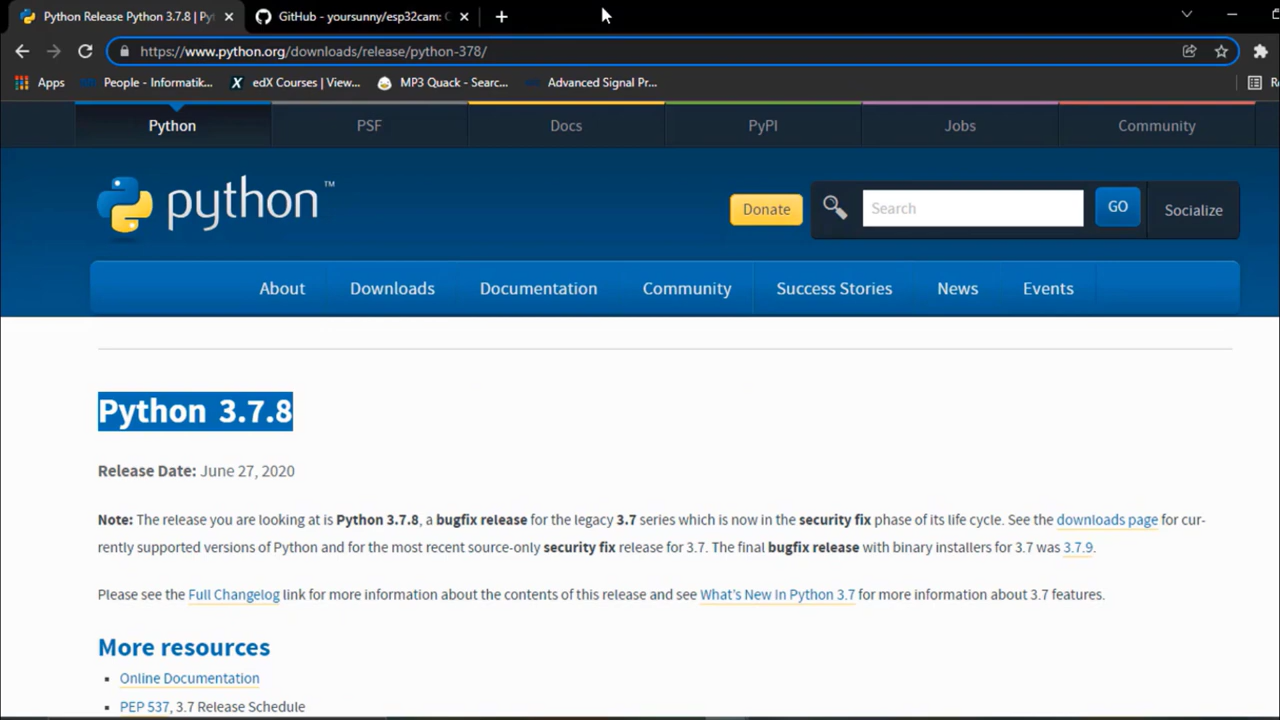 Python Release Python 3.7.8 | Py
GitHub - yoursunny/esp32cam:
https://www.python.org/downloads/release/python-378/
Apps
People - Informatik...
edX Courses | View...
MP3 Quack - Searc...
Advanced Signal Pr...
Python
PSF
Docs
PyPI
Jobs
Community
python™
Donate
Search
GO
Socialize
About
Downloads
Documentation
Community
Success Stories
News
Events
Python 3.7.8
Release Date: June 27, 2020
Note: The release you are looking at is Python 3.7.8, a bugfix release for the legacy 3.7 series which is now in the security fix phase of its life cycle. See the downloads page for cur-
rently supported versions of Python and for the most recent source-only security fix release for 3.7. The final bugfix release with binary installers for 3.7 was 3.7.9.
Please see the Full Changelog link for more information about the contents of this release and see What's New In Python 3.7 for more information about 3.7 features.
More resources
Online Documentation
PEP 537, 3.7 Release Schedule